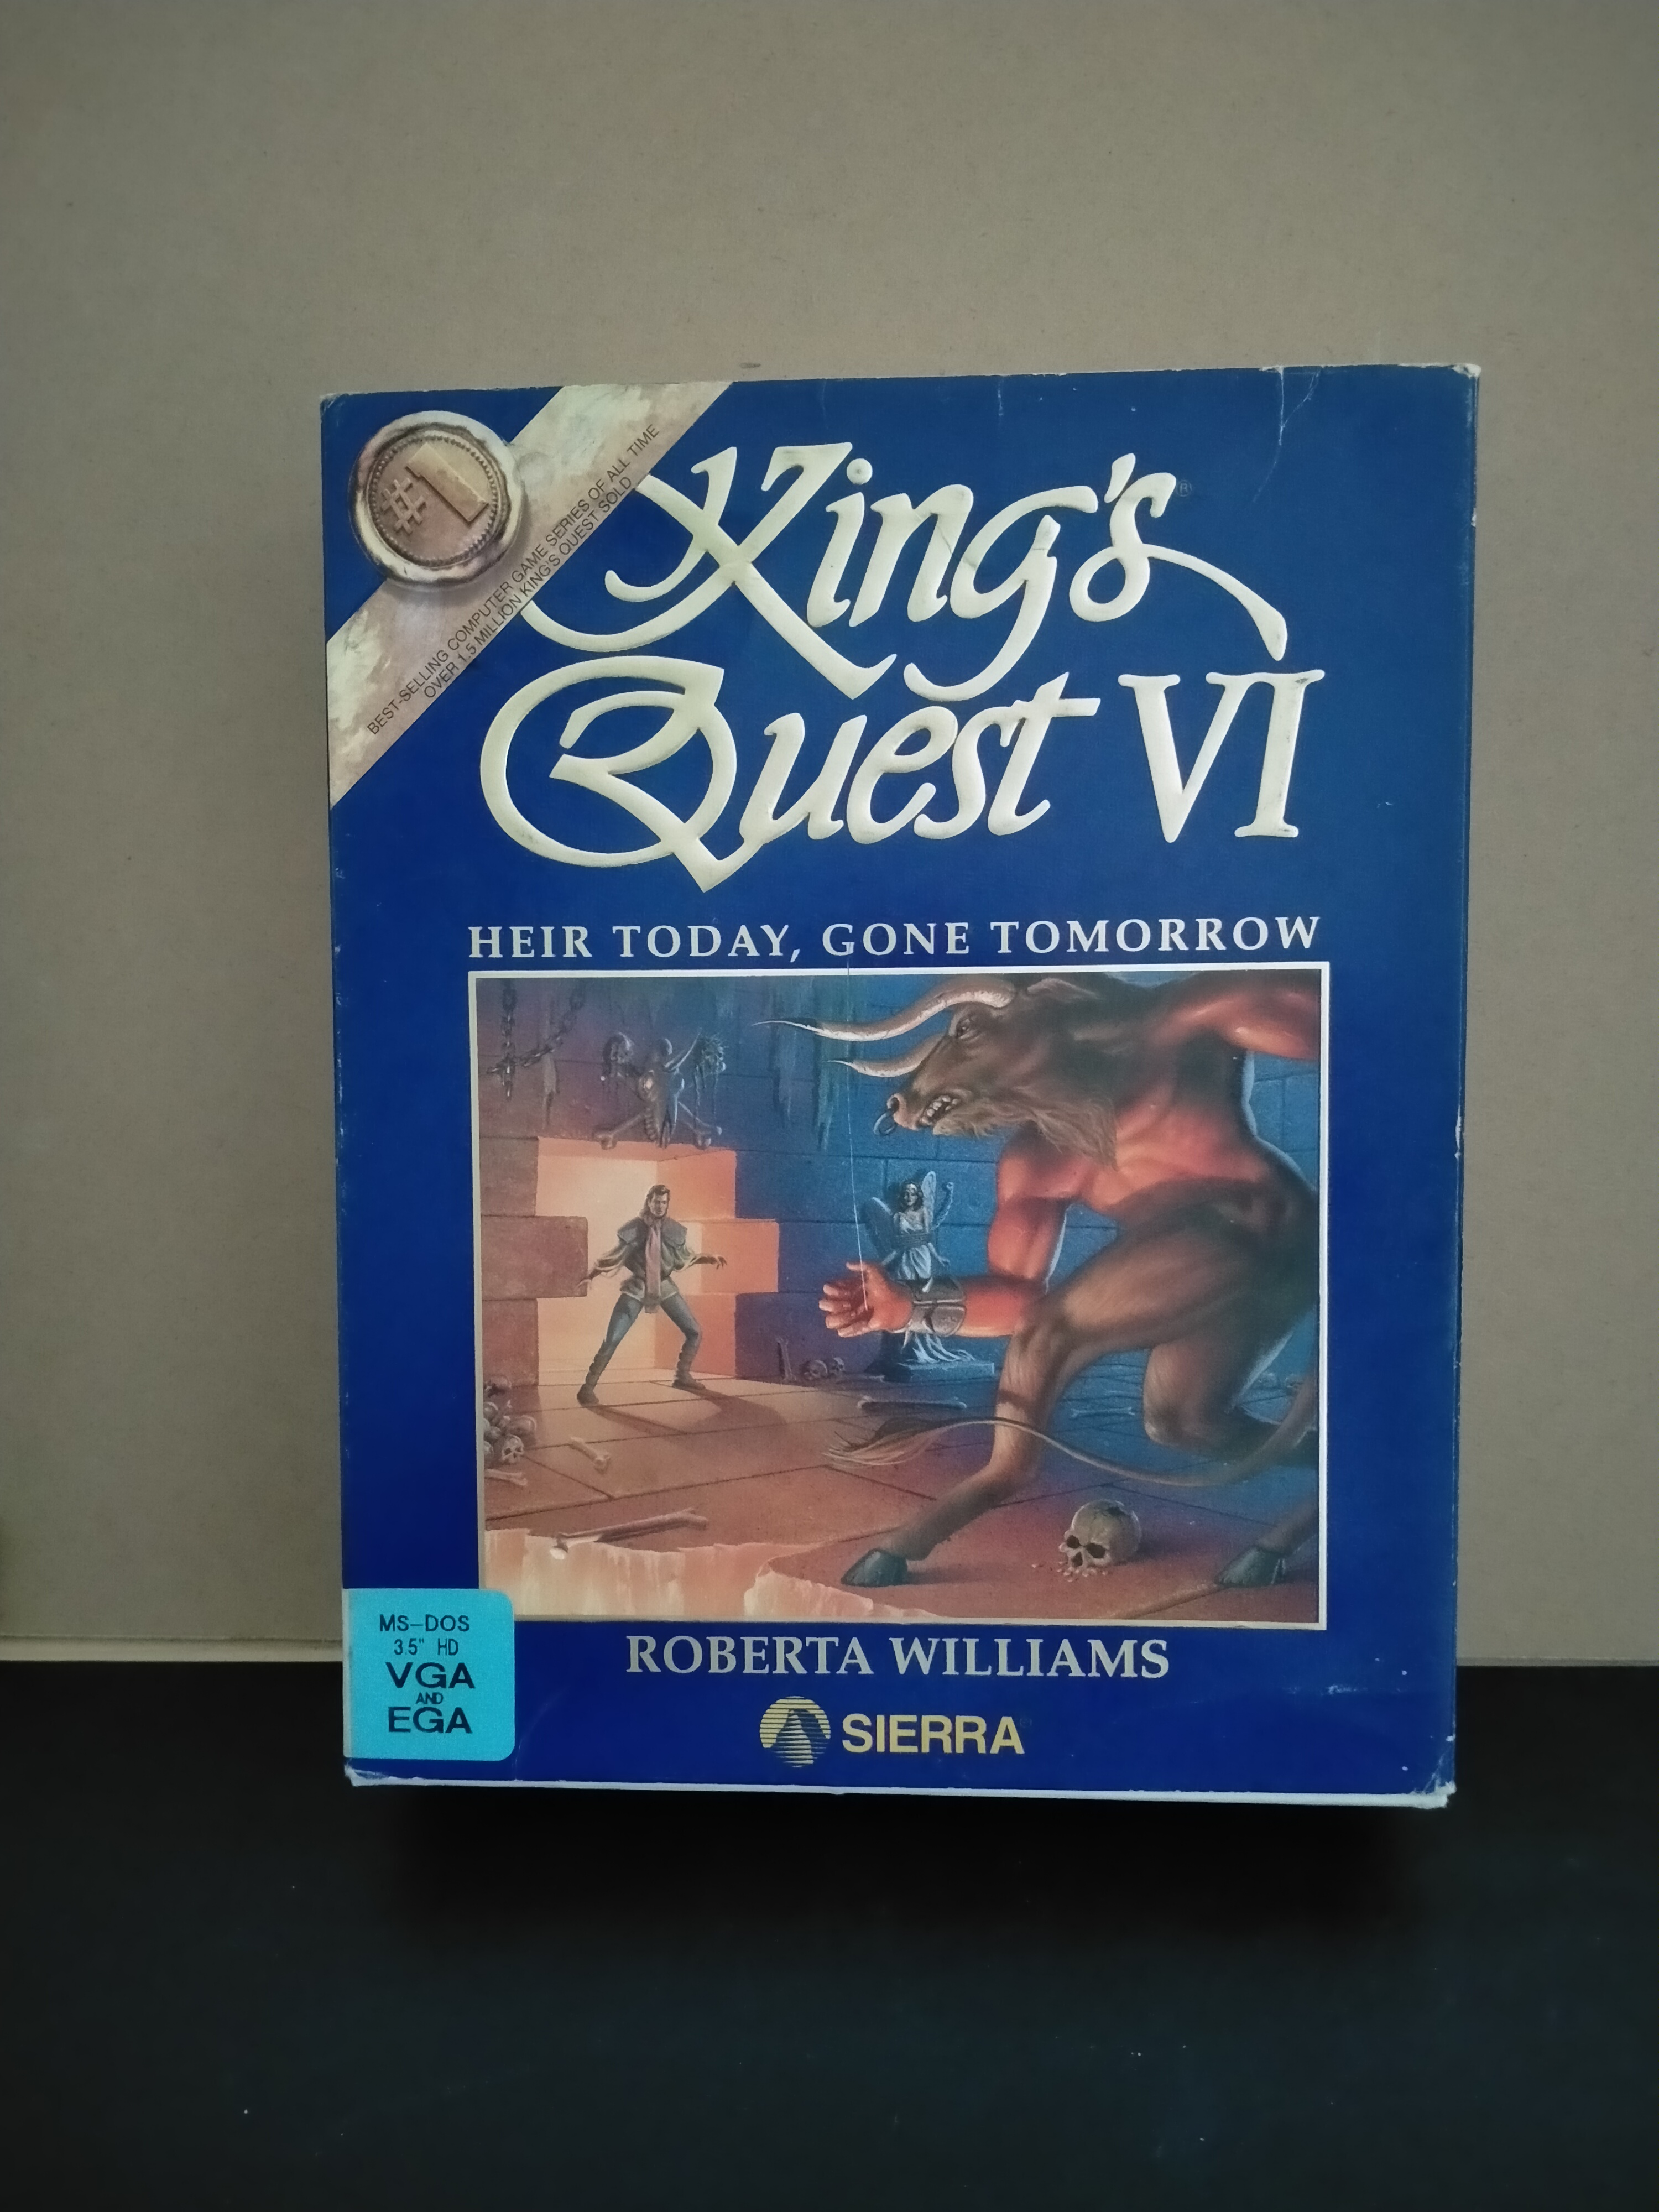 #1
BEST-SELLING COMPUTER GAME SERIES OF ALL TIME
OVER 1.5 MILLION KING'S QUEST SOLD
King's®
Quest VI
HEIR TODAY, GONE TOMORROW
MS-DOS
3.5" HD
VGA
AND
EGA
ROBERTA WILLIAMS
SIERRA